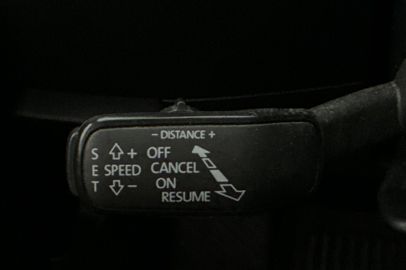 − DISTANCE +
S + OFF
E SPEED CANCEL
T − ON
RESUME